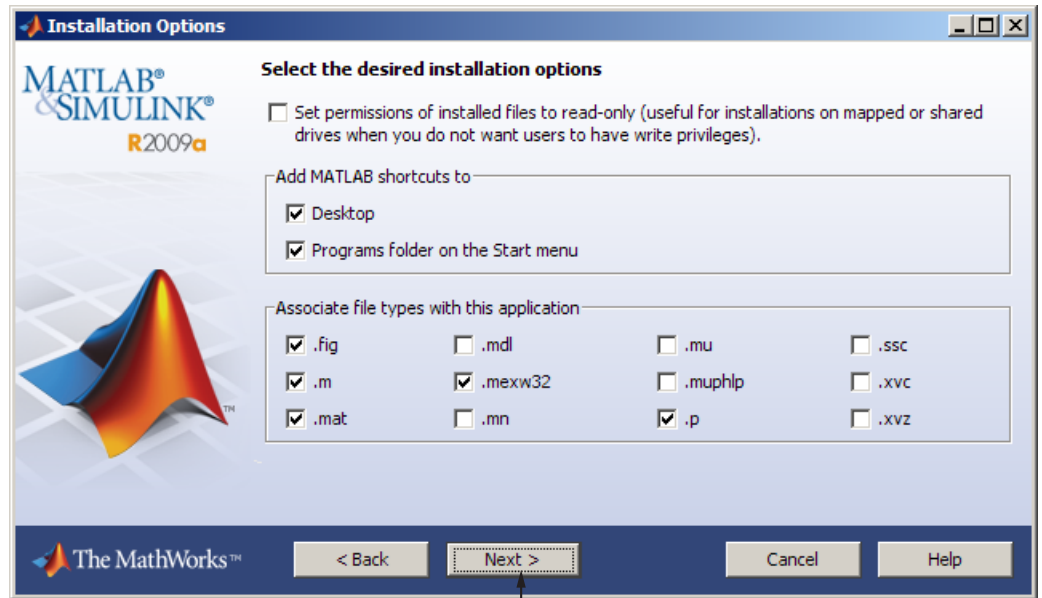 Installation Options
MATLAB®
&SIMULINK®
R2009a
Select the desired installation options
Set permissions of installed files to read-only (useful for installations on mapped or shared
drives when you do not want users to have write privileges).
Add MATLAB shortcuts to
Desktop
Programs folder on the Start menu
Associate file types with this application
.fig .mdl .mu .ssc
.m .mexw32 .muphlp .xvc
.mat .mn .p .xvz
TM
The MathWorks™ < Back Next > Cancel Help